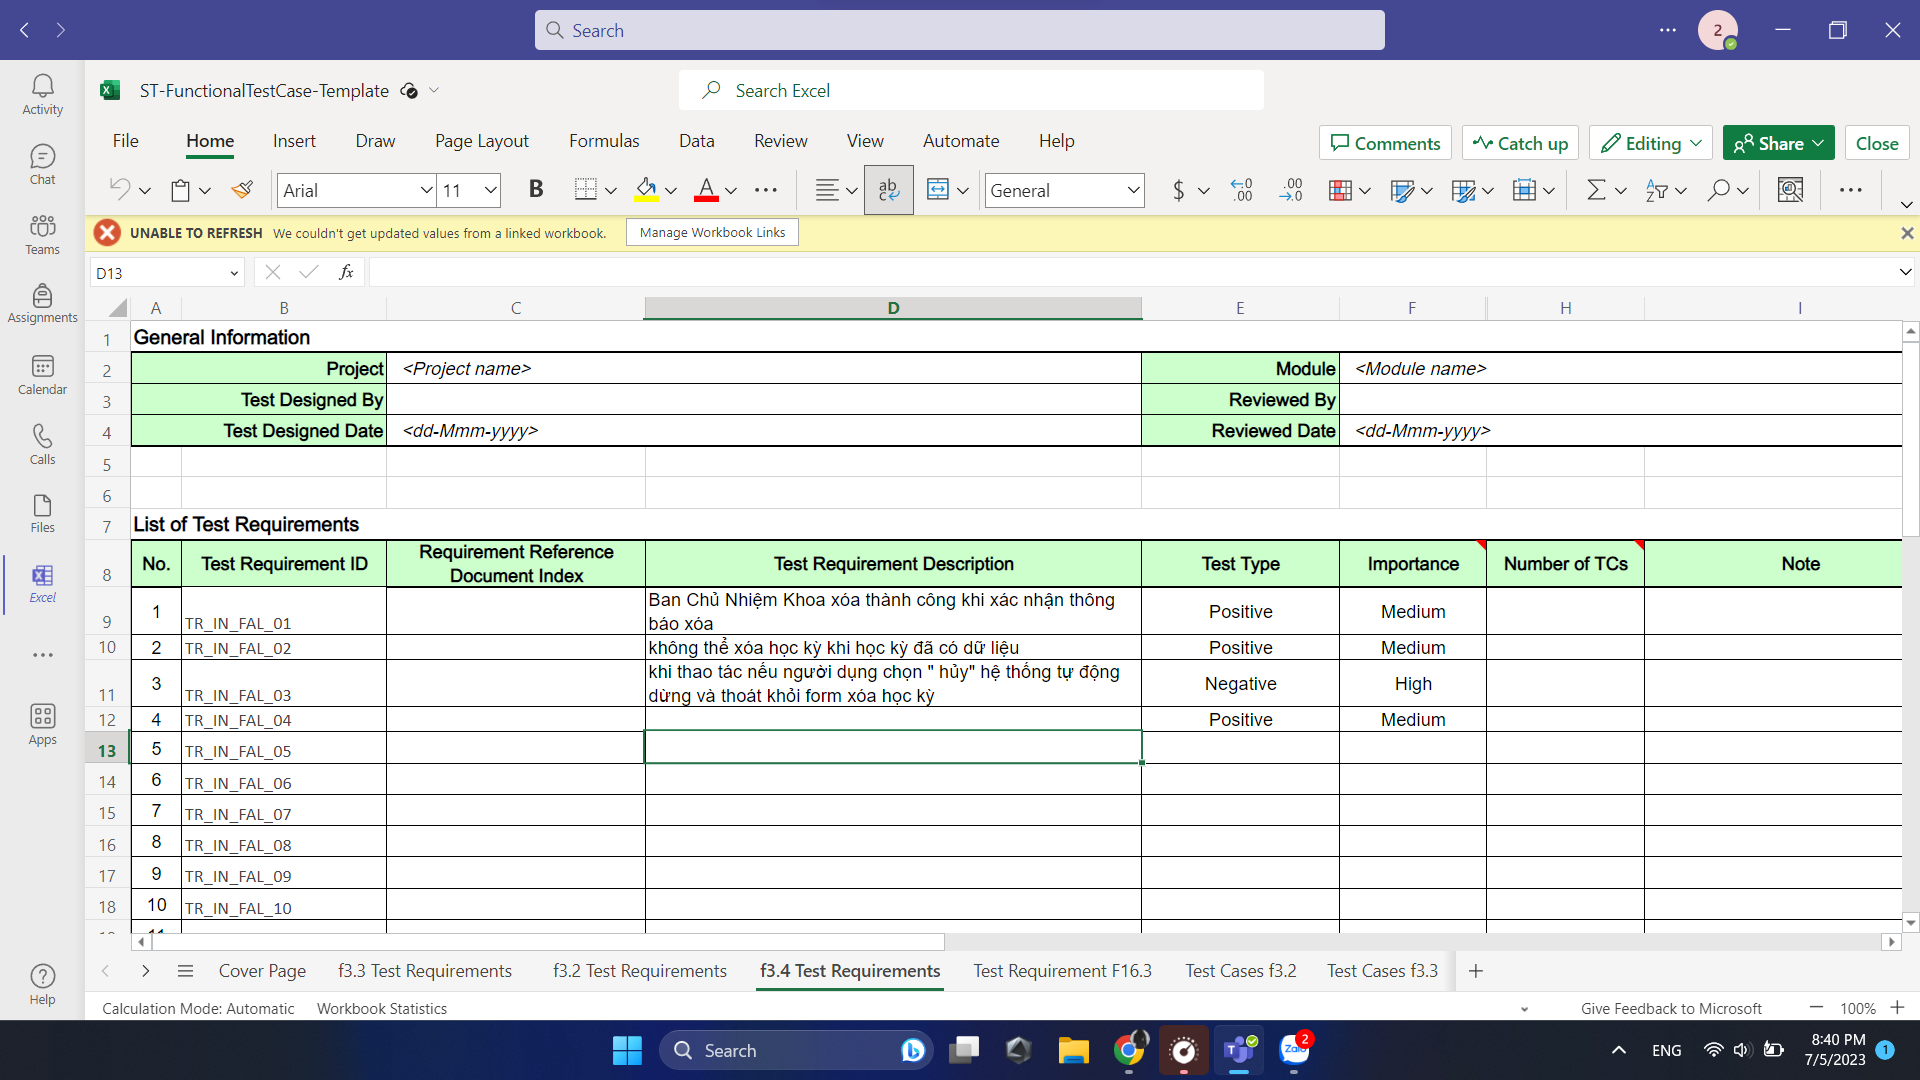 Search
2
Activity
Chat
Teams
Assignments
Calendar
Calls
Files
Excel
Apps
Help
ST-FunctionalTestCase-Template
Search Excel
File Home Insert Draw Page Layout Formulas Data Review View Automate Help
Comments Catch up Editing Share Close
Arial 11 B A ab General $
UNABLE TO REFRESH We couldn't get updated values from a linked workbook. Manage Workbook Links
D13 fx
A B C D E F H I
1 General Information
2 Project <Project name> Module <Module name>
3 Test Designed By Reviewed By
4 Test Designed Date <dd-Mmm-yyyy> Reviewed Date <dd-Mmm-yyyy>
5
6
7 List of Test Requirements
8 No. Test Requirement ID Requirement Reference Document Index Test Requirement Description Test Type Importance Number of TCs Note
9 1 TR_IN_FAL_01 Ban Chủ Nhiệm Khoa xóa thành công khi xác nhận thông báo xóa Positive Medium
10 2 TR_IN_FAL_02 không thể xóa học kỳ khi học kỳ đã có dữ liệu Positive Medium
11 3 TR_IN_FAL_03 khi thao tác nếu người dụng chọn " hủy" hệ thống tự động dừng và thoát khỏi form xóa học kỳ Negative High
12 4 TR_IN_FAL_04 Positive Medium
13 5 TR_IN_FAL_05
14 6 TR_IN_FAL_06
15 7 TR_IN_FAL_07
16 8 TR_IN_FAL_08
17 9 TR_IN_FAL_09
18 10 TR_IN_FAL_10
Cover Page f3.3 Test Requirements f3.2 Test Requirements f3.4 Test Requirements Test Requirement F16.3 Test Cases f3.2 Test Cases f3.3
Calculation Mode: Automatic Workbook Statistics Give Feedback to Microsoft 100%
Search
Zalo 2
ENG
8:40 PM
7/5/2023
1